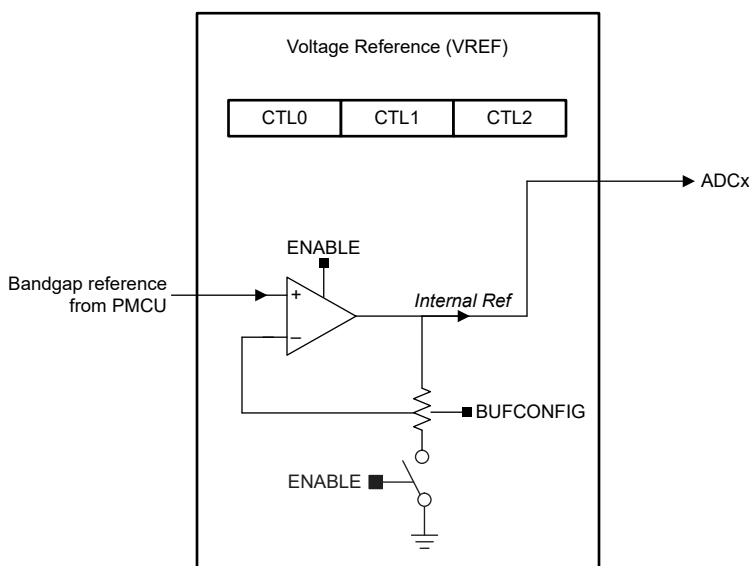 Voltage Reference (VREF)
CTL0 CTL1 CTL2
ADCx
ENABLE
Bandgap reference
from PMCU
+
Internal Ref
–
BUFCONFIG
ENABLE